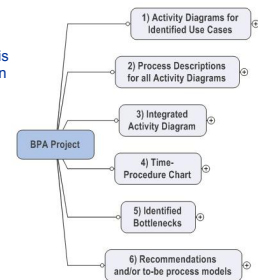 is
n
BPA Project
1) Activity Diagrams for
Identified Use Cases
2) Process Descriptions
for all Activity Diagrams
3) Integrated
Activity Diagram
4) Time-
Procedure Chart
5) Identified
Bottlenecks
6) Recommendations
and/or to-be process models